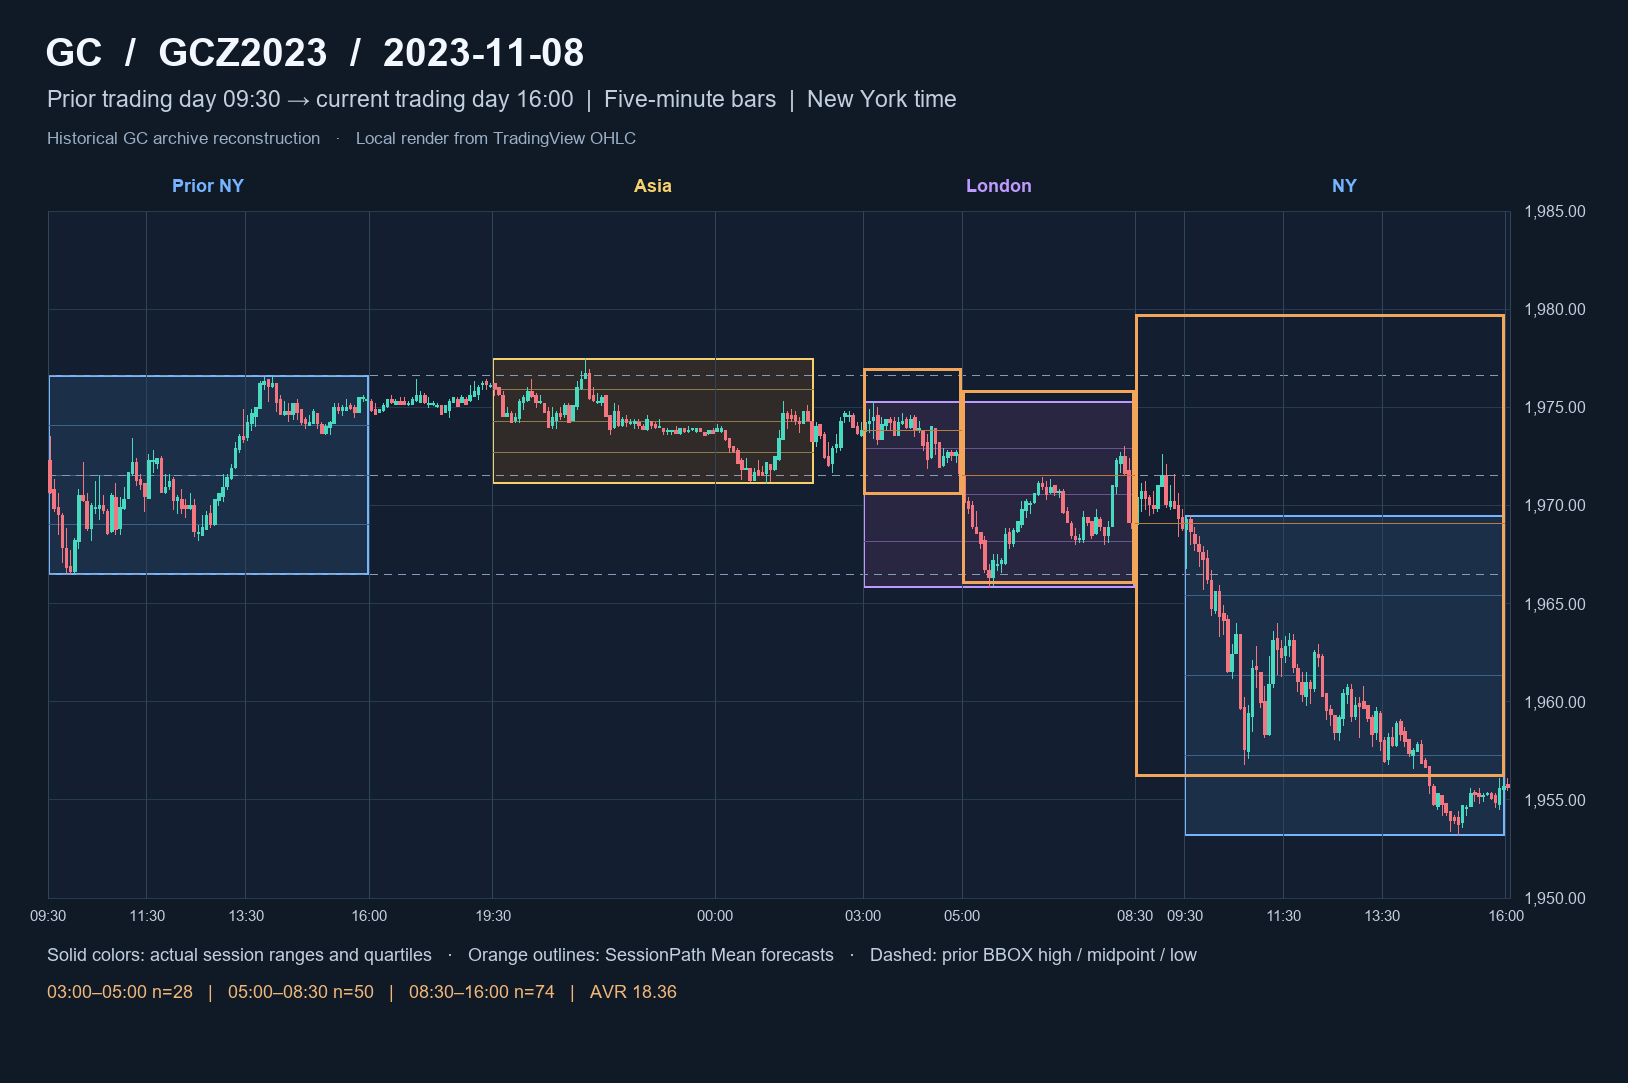 GC / GCZ2023 / 2023-11-08
Prior trading day 09:30 → current trading day 16:00 | Five-minute bars | New York time
Historical GC archive reconstruction · Local render from TradingView OHLC
Prior NY Asia London NY
1,985.00
1,980.00
1,975.00
1,970.00
1,965.00
1,960.00
1,955.00
1,950.00
09:30 11:30 13:30 16:00 19:30 00:00 03:00 05:00 08:30 09:30 11:30 13:30 16:00
Solid colors: actual session ranges and quartiles · Orange outlines: SessionPath Mean forecasts · Dashed: prior BBOX high / midpoint / low
03:00–05:00 n=28 | 05:00–08:30 n=50 | 08:30–16:00 n=74 | AVR 18.36